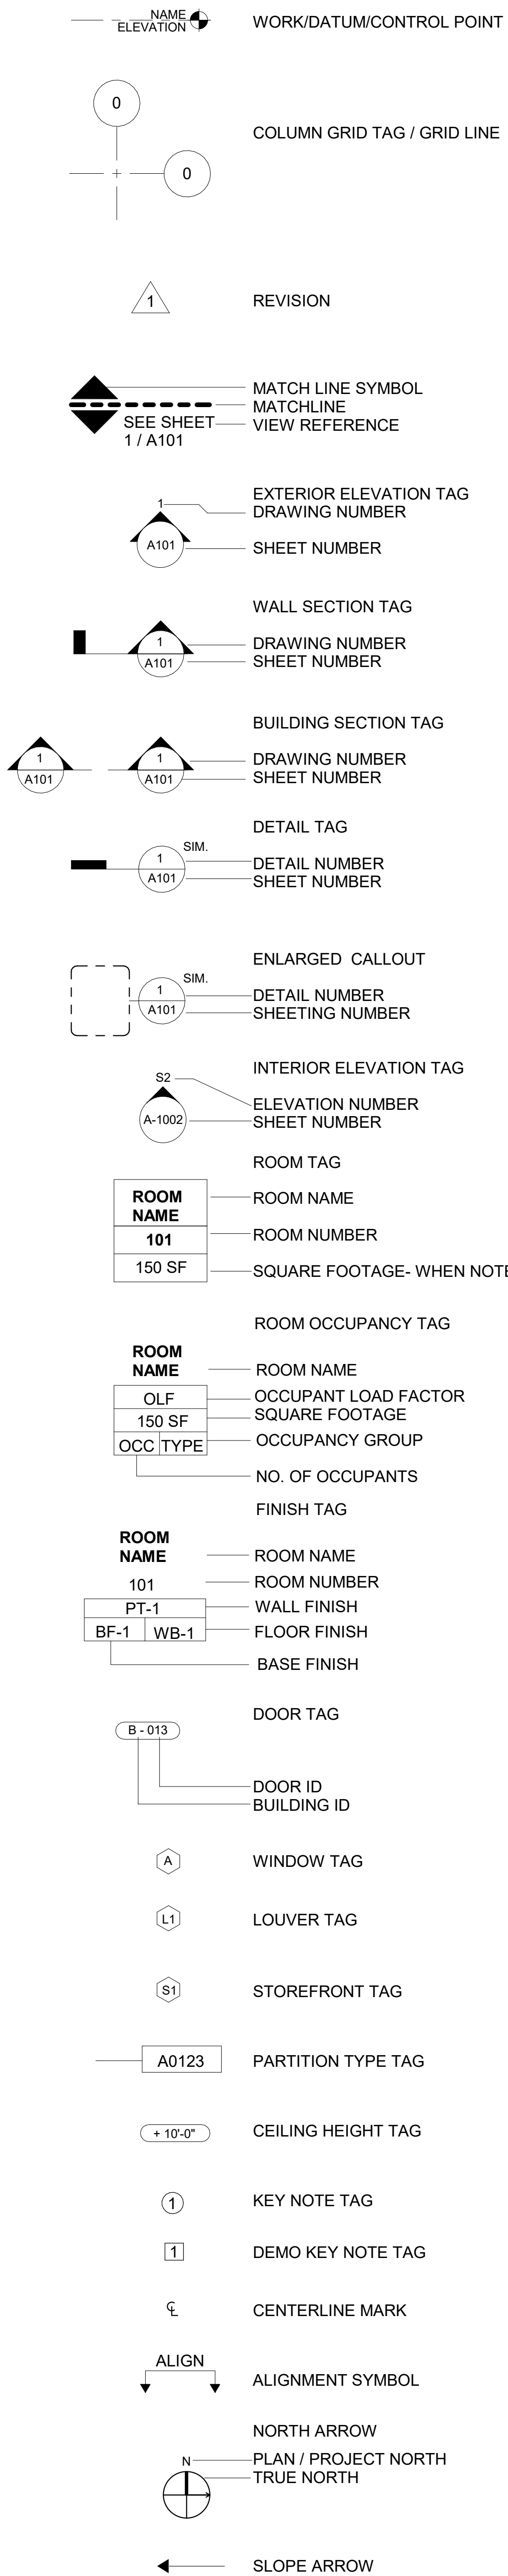 NAME
ELEVATION
WORK/DATUM/CONTROL POINT
0
COLUMN GRID TAG / GRID LINE
0
1
REVISION
MATCH LINE SYMBOL
MATCHLINE
SEE SHEET
VIEW REFERENCE
1 / A101
EXTERIOR ELEVATION TAG
1
DRAWING NUMBER
A101
SHEET NUMBER
WALL SECTION TAG
1
DRAWING NUMBER
A101
SHEET NUMBER
BUILDING SECTION TAG
1 1
DRAWING NUMBER
A101 A101
SHEET NUMBER
DETAIL TAG
SIM.
1
DETAIL NUMBER
A101
SHEET NUMBER
ENLARGED CALLOUT
SIM.
1
DETAIL NUMBER
A101
SHEETING NUMBER
INTERIOR ELEVATION TAG
S2
ELEVATION NUMBER
A-1002
SHEET NUMBER
ROOM TAG
ROOM
NAME
ROOM NAME
101
ROOM NUMBER
150 SF
SQUARE FOOTAGE- WHEN NOTE
ROOM OCCUPANCY TAG
ROOM
NAME
ROOM NAME
OLF
OCCUPANT LOAD FACTOR
150 SF
SQUARE FOOTAGE
OCC TYPE
OCCUPANCY GROUP
NO. OF OCCUPANTS
FINISH TAG
ROOM
NAME
ROOM NAME
101
ROOM NUMBER
PT-1
WALL FINISH
BF-1 WB-1
FLOOR FINISH
BASE FINISH
DOOR TAG
B - 013
DOOR ID
BUILDING ID
A
WINDOW TAG
L1
LOUVER TAG
S1
STOREFRONT TAG
A0123
PARTITION TYPE TAG
+ 10'-0"
CEILING HEIGHT TAG
1
KEY NOTE TAG
1
DEMO KEY NOTE TAG
℄
CENTERLINE MARK
ALIGN
ALIGNMENT SYMBOL
NORTH ARROW
N
PLAN / PROJECT NORTH
TRUE NORTH
SLOPE ARROW